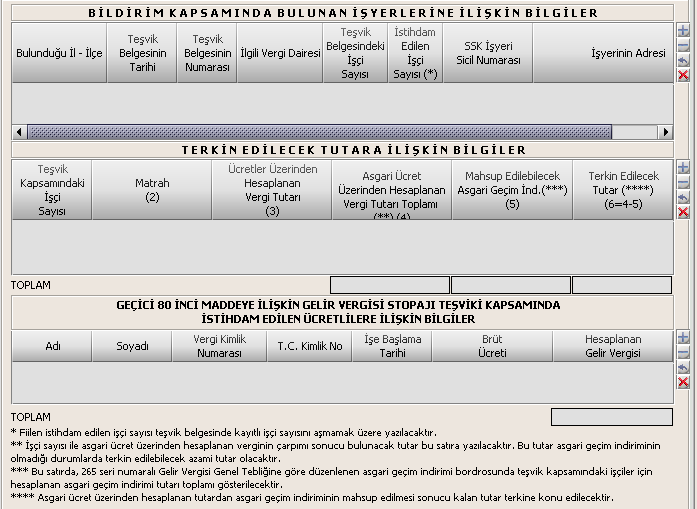 BİLDİRİM KAPSAMINDA BULUNAN İŞYERLERİNE İLİŞKİN BİLGİLER
Bulunduğu İl - İlçe
Teşvik
Belgesinin
Tarihi
Teşvik
Belgesinin
Numarası
İlgili Vergi Dairesi
Teşvik
Belgesindeki
İşçi
Sayısı
İstihdam
Edilen
İşçi
Sayısı (*)
SSK İşyeri
Sicil Numarası
İşyerinin Adresi
TERKİN EDİLECEK TUTARA İLİŞKİN BİLGİLER
Teşvik
Kapsamındaki
İşçi
Sayısı
Matrah
(2)
Ücretler Üzerinden
Hesaplanan
Vergi Tutarı
(3)
Asgari Ücret
Üzerinden Hesaplanan
Vergi Tutarı Toplamı
(**) (4)
Mahsup Edilebilecek
Asgari Geçim İnd.(***)
(5)
Terkin Edilecek
Tutar (****)
(6=4-5)
TOPLAM
GEÇİCİ 80 İNCİ MADDEYE İLİŞKİN GELİR VERGİSİ STOPAJI TEŞVİKİ KAPSAMINDA
İSTİHDAM EDİLEN ÜCRETLİLERE İLİŞKİN BİLGİLER
Adı
Soyadı
Vergi Kimlik
Numarası
T.C. Kimlik No
İşe Başlama
Tarihi
Brüt
Ücreti
Hesaplanan
Gelir Vergisi
TOPLAM
* Fiilen istihdam edilen işçi sayısı teşvik belgesinde kayıtlı işçi sayısını aşmamak üzere yazılacaktır.
** İşçi sayısı ile asgari ücret üzerinden hesaplanan verginin çarpımı sonucu bulunacak tutar bu satıra yazılacaktır. Bu tutar asgari geçim indiriminin
olmadığı durumlarda terkin edilebilecek azami tutar olacaktır.
*** Bu satırda, 265 seri numaralı Gelir Vergisi Genel Tebliğine göre düzenlenen asgari geçim indirimi bordrosunda teşvik kapsamındaki işçiler için
hesaplanan asgari geçim indirimi tutarı toplamı gösterilecektir.
**** Asgari ücret üzerinden hesaplanan tutardan asgari geçim indiriminin mahsup edilmesi sonucu kalan tutar terkine konu edilecektir.